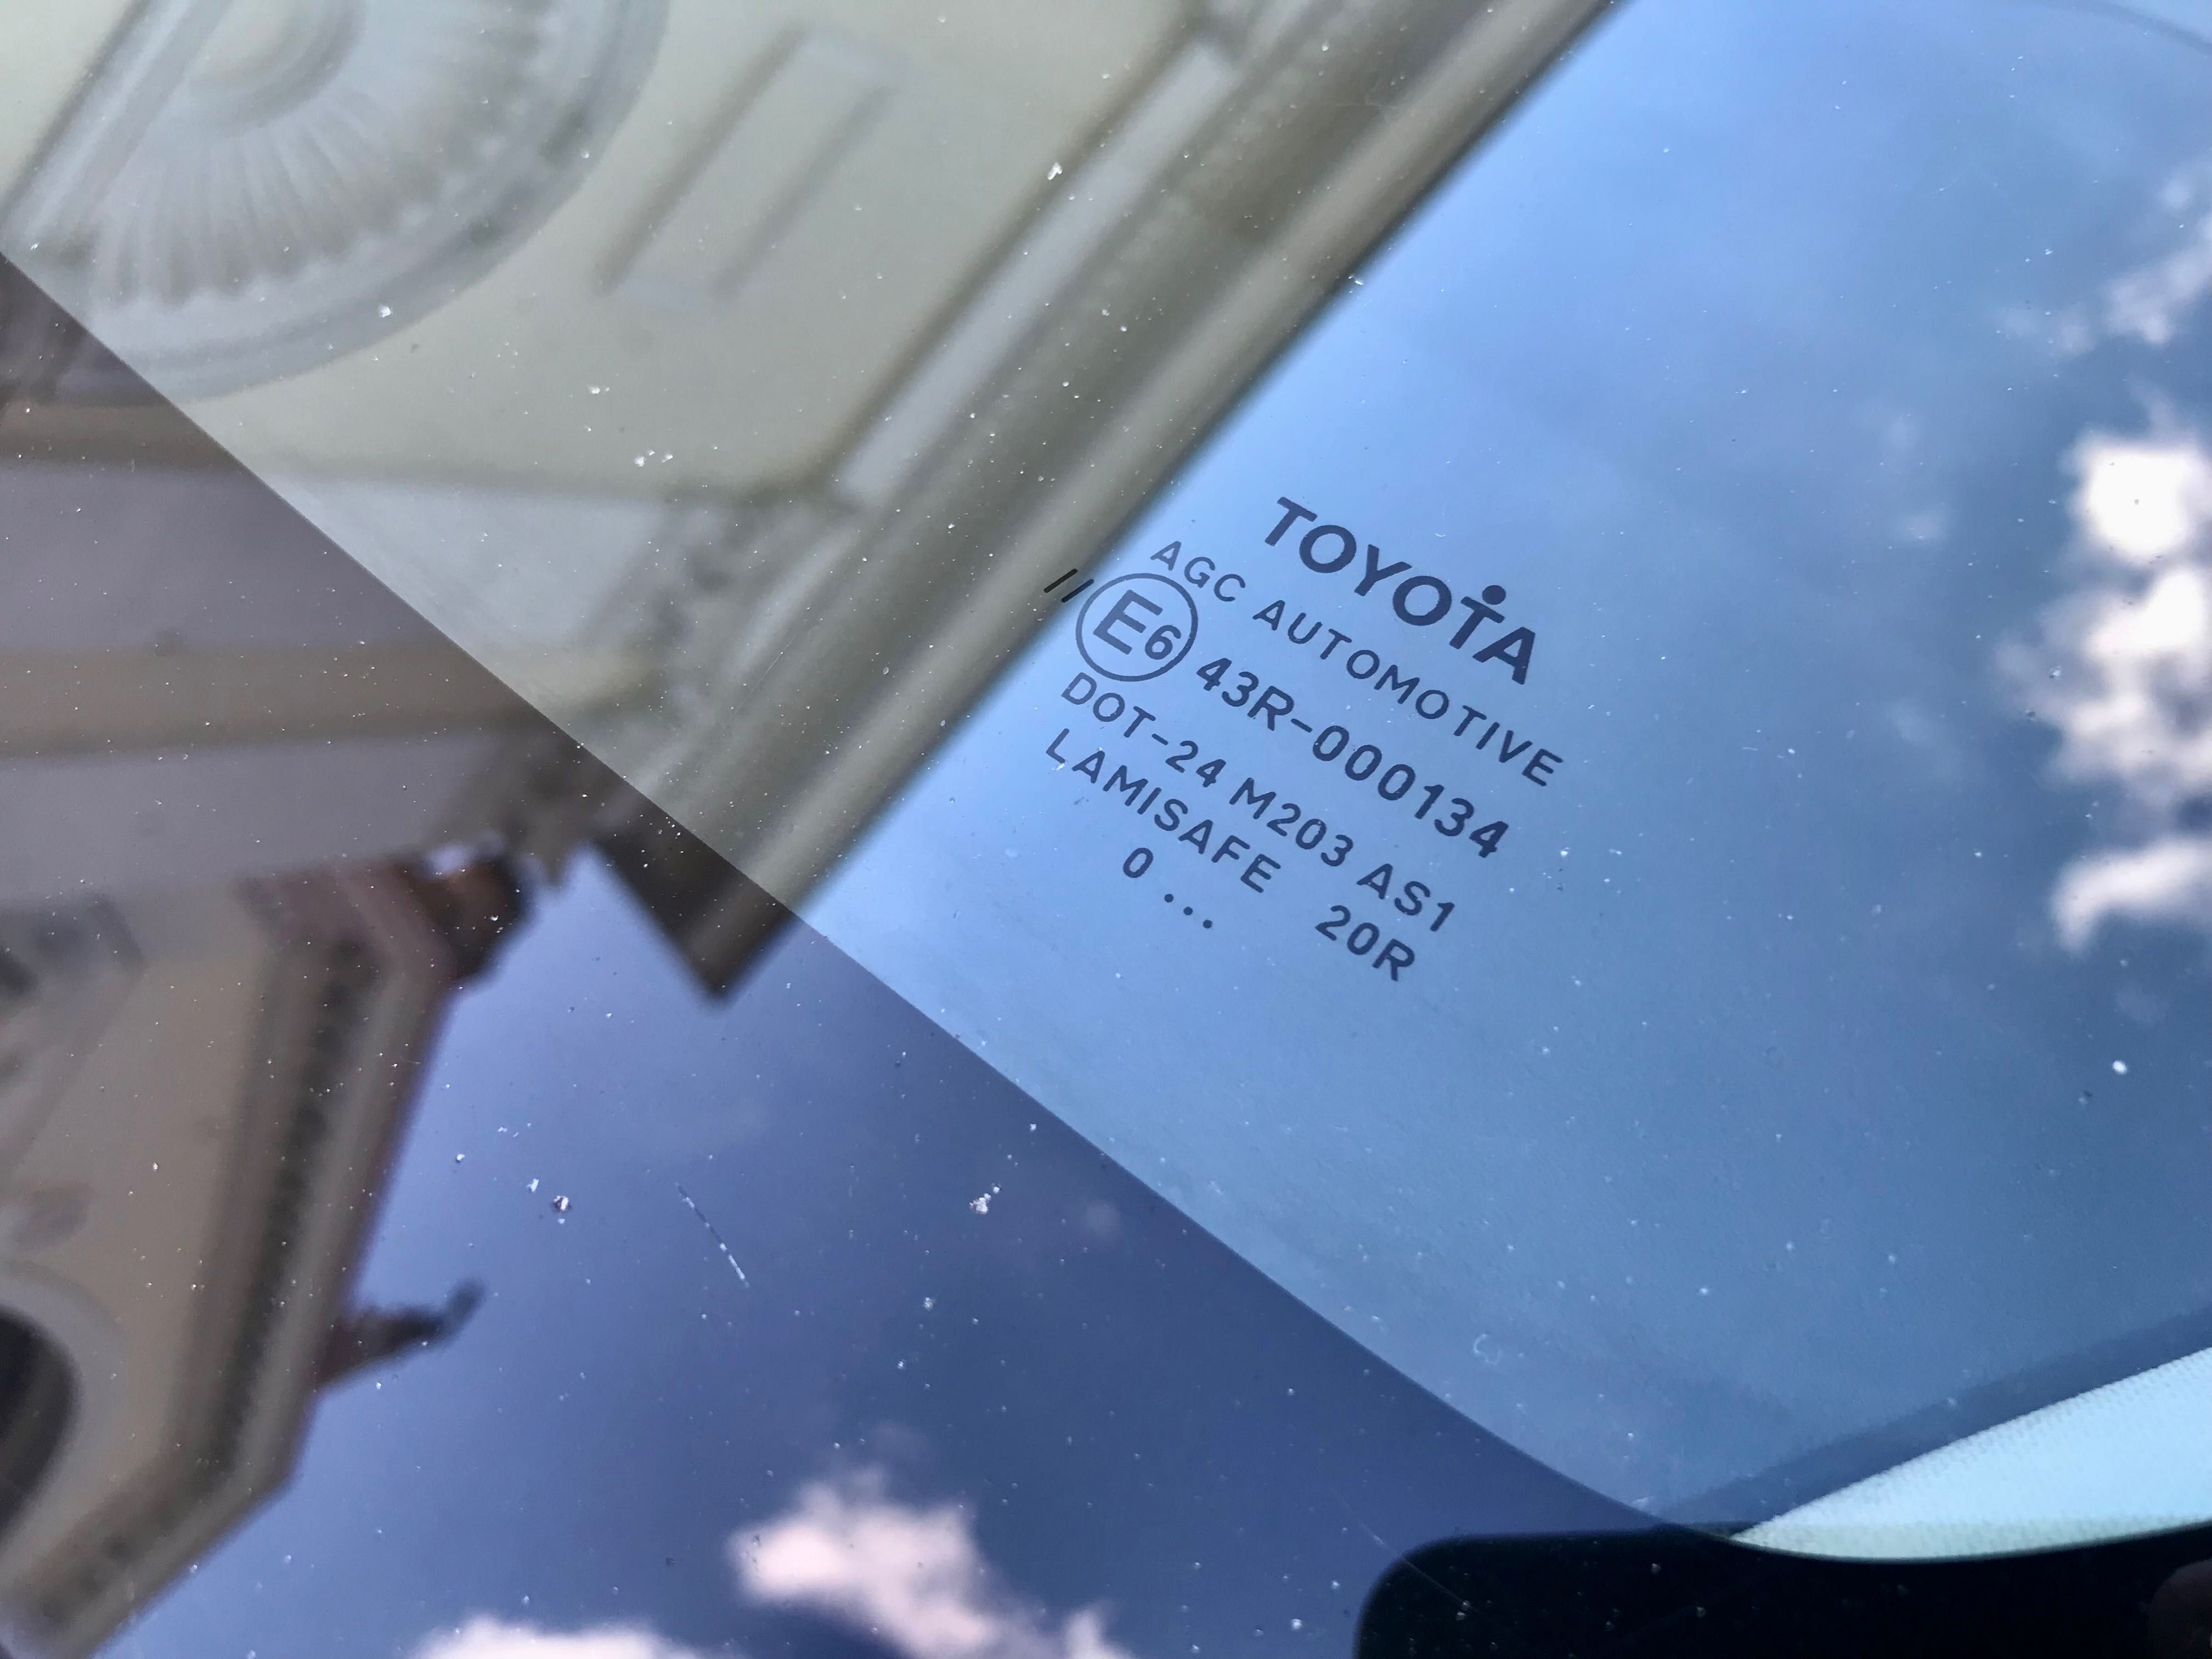 TOYOTA
AGC AUTOMOTIVE
E6 43R-000134
DOT-24 M203 AS1
LAMISAFE 20R
0 ...